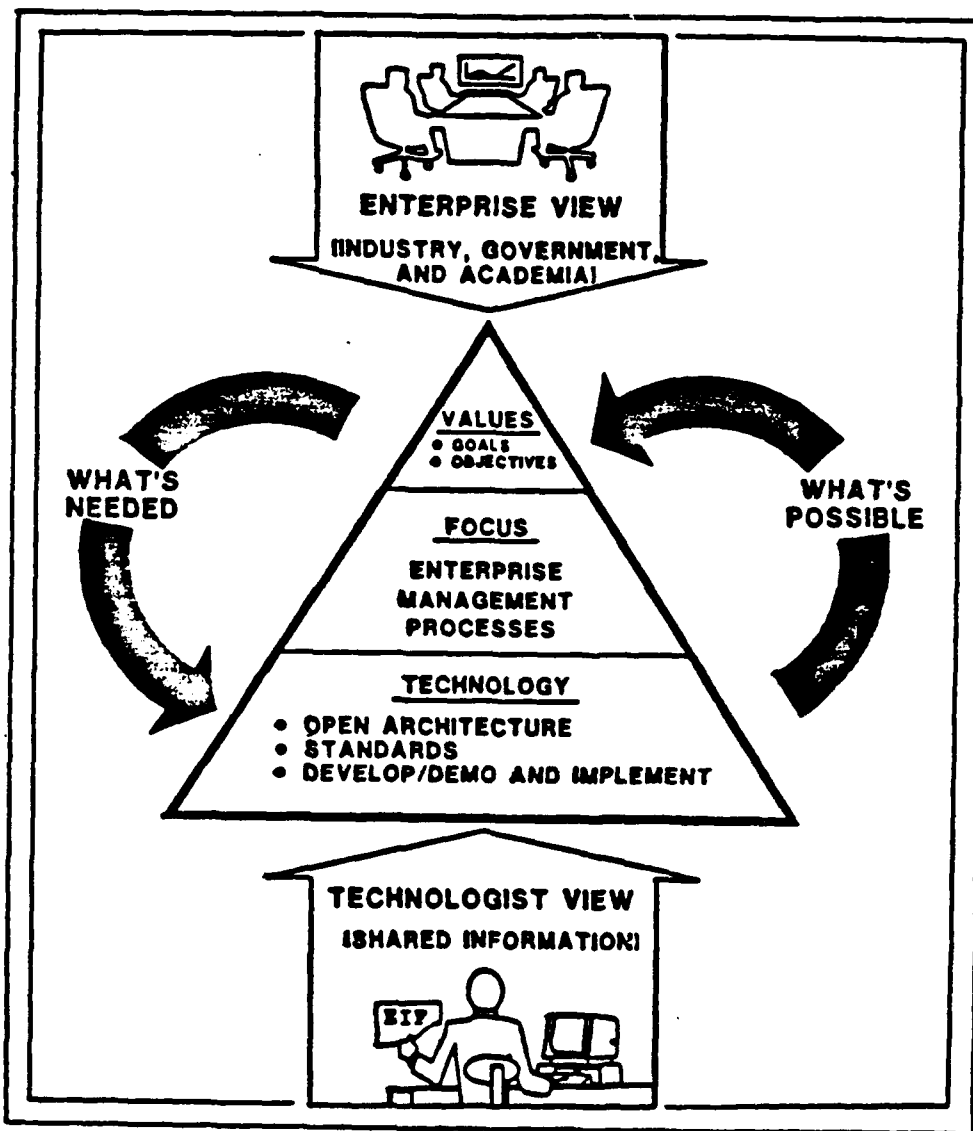 ENTERPRISE VIEW
[INDUSTRY, GOVERNMENT,
AND ACADEMIA]
VALUES
• GOALS
• OBJECTIVES
WHAT'S
NEEDED
WHAT'S
POSSIBLE
FOCUS
ENTERPRISE
MANAGEMENT
PROCESSES
TECHNOLOGY
• OPEN ARCHITECTURE
• STANDARDS
• DEVELOP/DEMO AND IMPLEMENT
TECHNOLOGIST VIEW
[SHARED INFORMATION]
EIF